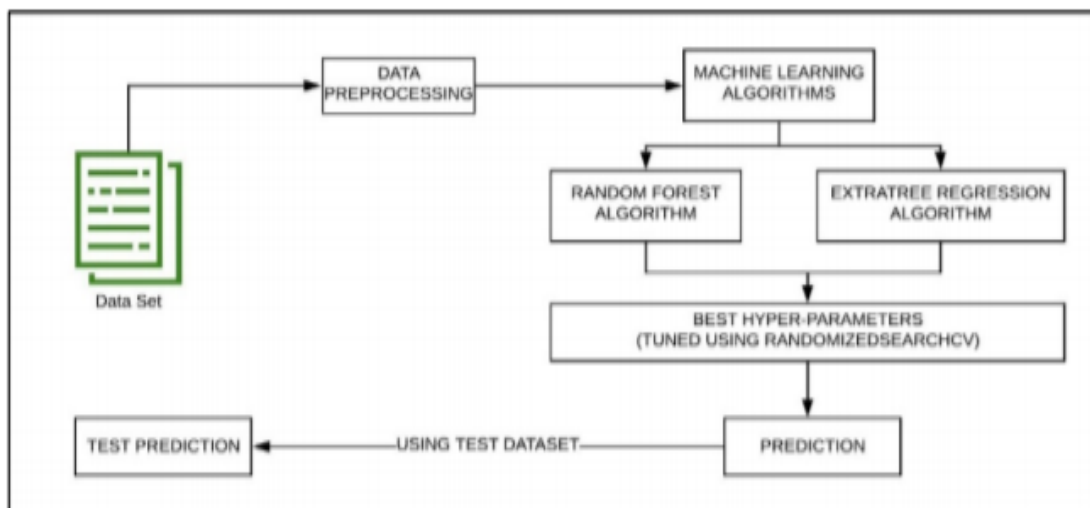 DATA
PREPROCESSING
MACHINE LEARNING
ALGORITHMS
RANDOM FOREST
ALGORITHM
EXTRATREE REGRESSION
ALGORITHM
Data Set
BEST HYPER-PARAMETERS
(TUNED USING RANDOMIZEDSEARCHCV)
TEST PREDICTION
USING TEST DATASET
PREDICTION